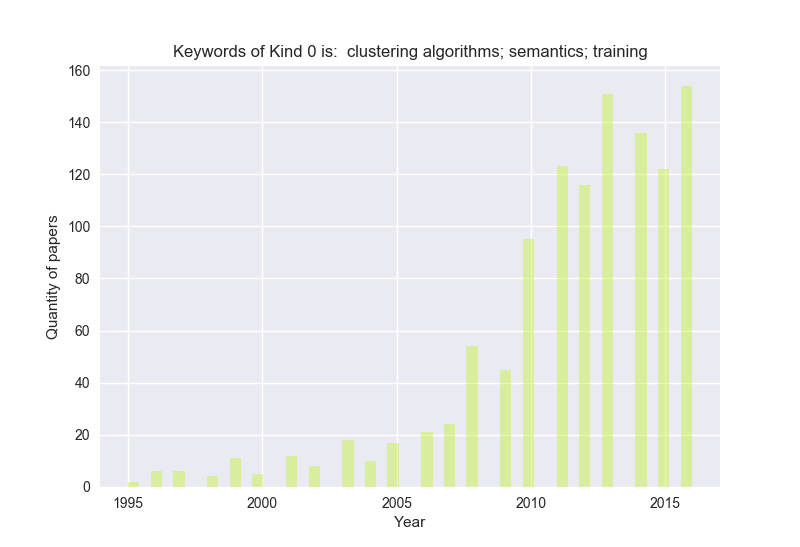 Keywords of Kind 0 is:  clustering algorithms; semantics; training
160
140
120
100
80
60
40
20
0
Quantity of papers
1995 2000 2005 2010 2015
Year